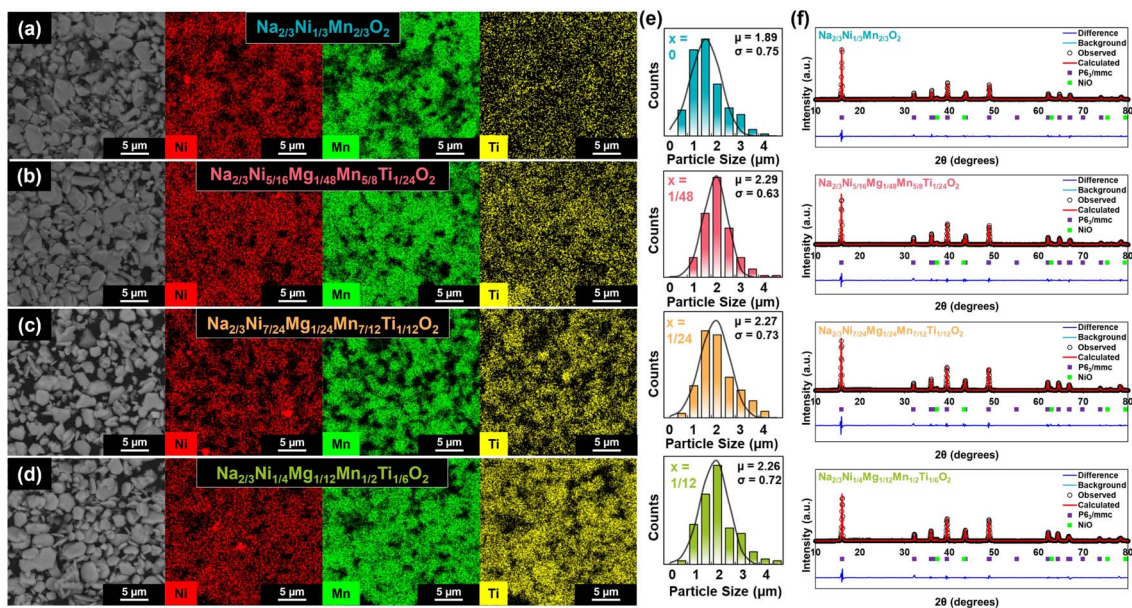 (a)
Na2/3Ni1/3Mn2/3O2
5 μm
Ni
5 μm
Mn
5 μm
Ti
5 μm
(b)
Na2/3Ni5/16Mg1/48Mn5/8Ti1/24O2
5 μm
Ni
5 μm
Mn
5 μm
Ti
5 μm
(c)
Na2/3Ni7/24Mg1/24Mn7/12Ti1/12O2
5 μm
Ni
5 μm
Mn
5 μm
Ti
5 μm
(d)
Na2/3Ni1/4Mg1/12Mn1/2Ti1/6O2
5 μm
Ni
5 μm
Mn
5 μm
Ti
5 μm
(e)
x = 0
μ = 1.89
σ = 0.75
Counts
0 1 2 3 4
Particle Size (μm)
x = 1/48
μ = 2.29
σ = 0.63
Counts
0 1 2 3 4
Particle Size (μm)
x = 1/24
μ = 2.27
σ = 0.73
Counts
0 1 2 3 4
Particle Size (μm)
x = 1/12
μ = 2.26
σ = 0.72
Counts
0 1 2 3 4
Particle Size (μm)
(f)
Na2/3Ni1/3Mn2/3O2
Difference
Background
Observed
Calculated
P63/mmc
NiO
Intensity (a.u.)
10 20 30 40 50 60 70 80
2θ (degrees)
Na2/3Ni5/16Mg1/48Mn5/8Ti1/24O2
Difference
Background
Observed
Calculated
P63/mmc
NiO
Intensity (a.u.)
10 20 30 40 50 60 70 80
2θ (degrees)
Na2/3Ni7/24Mg1/24Mn7/12Ti1/12O2
Difference
Background
Observed
Calculated
P63/mmc
NiO
Intensity (a.u.)
10 20 30 40 50 60 70 80
2θ (degrees)
Na2/3Ni1/4Mg1/12Mn1/2Ti1/6O2
Difference
Background
Observed
Calculated
P63/mmc
NiO
Intensity (a.u.)
10 20 30 40 50 60 70 80
2θ (degrees)